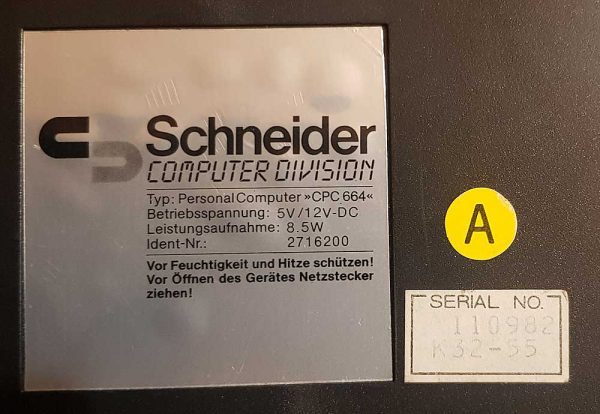 Schneider
COMPUTER DIVISION
Typ: Personal Computer »CPC 664«
Betriebsspannung: 5V/12V-DC
Leistungsaufnahme: 8.5W
Ident-Nr.: 2716200
Vor Feuchtigkeit und Hitze schützen!
Vor Öffnen des Gerätes Netzstecker
ziehen!
A
SERIAL NO.
110982
K32-55